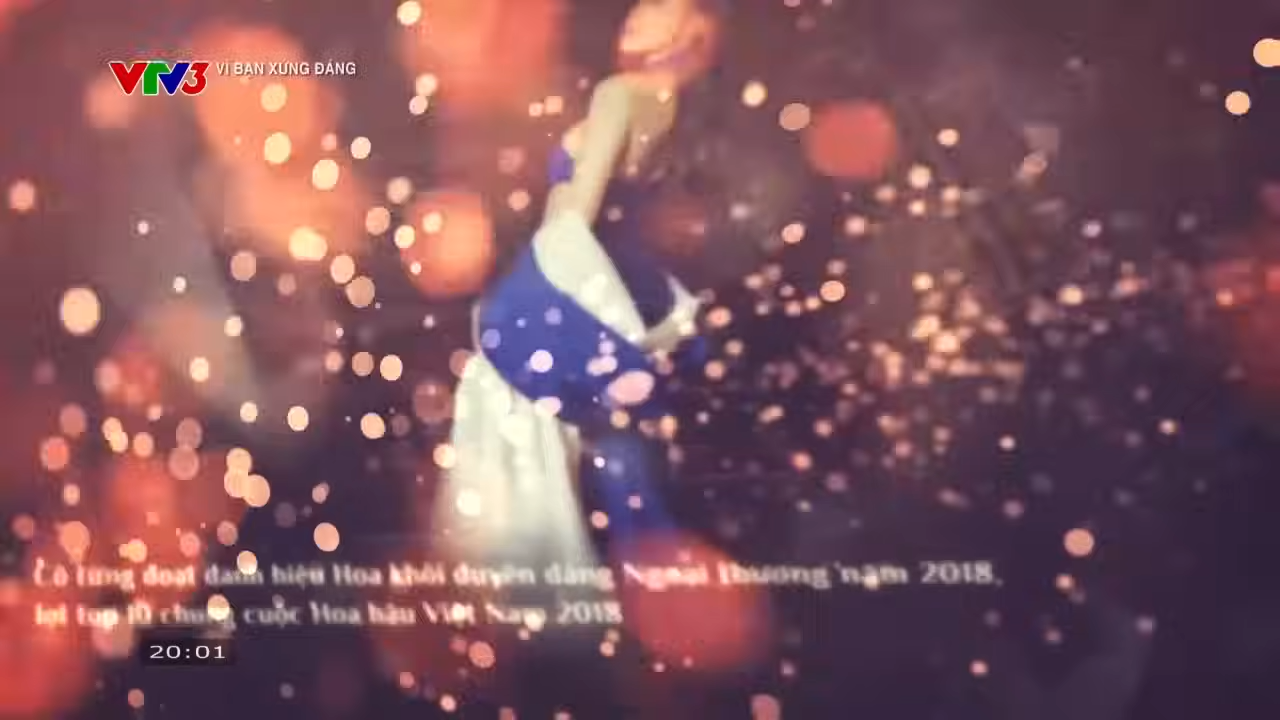 VTV3 VÌ BẠN XỨNG ĐÁNG
Cô từng đoạt danh hiệu Hoa khôi duyên dáng Ngoại thương năm 2018,
lọt top 10 chung cuộc Hoa hậu Việt Nam 2018
20:01